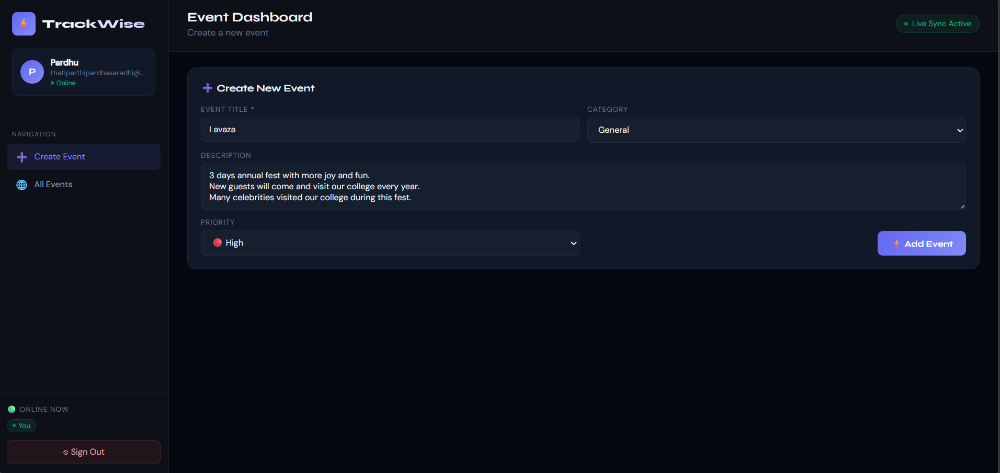 TrackWise
P
Pardhu
thatiparthipardhasaradhi@...
Online
NAVIGATION
Create Event
All Events
ONLINE NOW
You
Sign Out
Event Dashboard
Create a new event
Live Sync Active
Create New Event
EVENT TITLE *
Lavaza
CATEGORY
General
DESCRIPTION
3 days annual fest with more joy and fun.
New guests will come and visit our college every year.
Many celebrities visited our college during this fest.
PRIORITY
High
Add Event